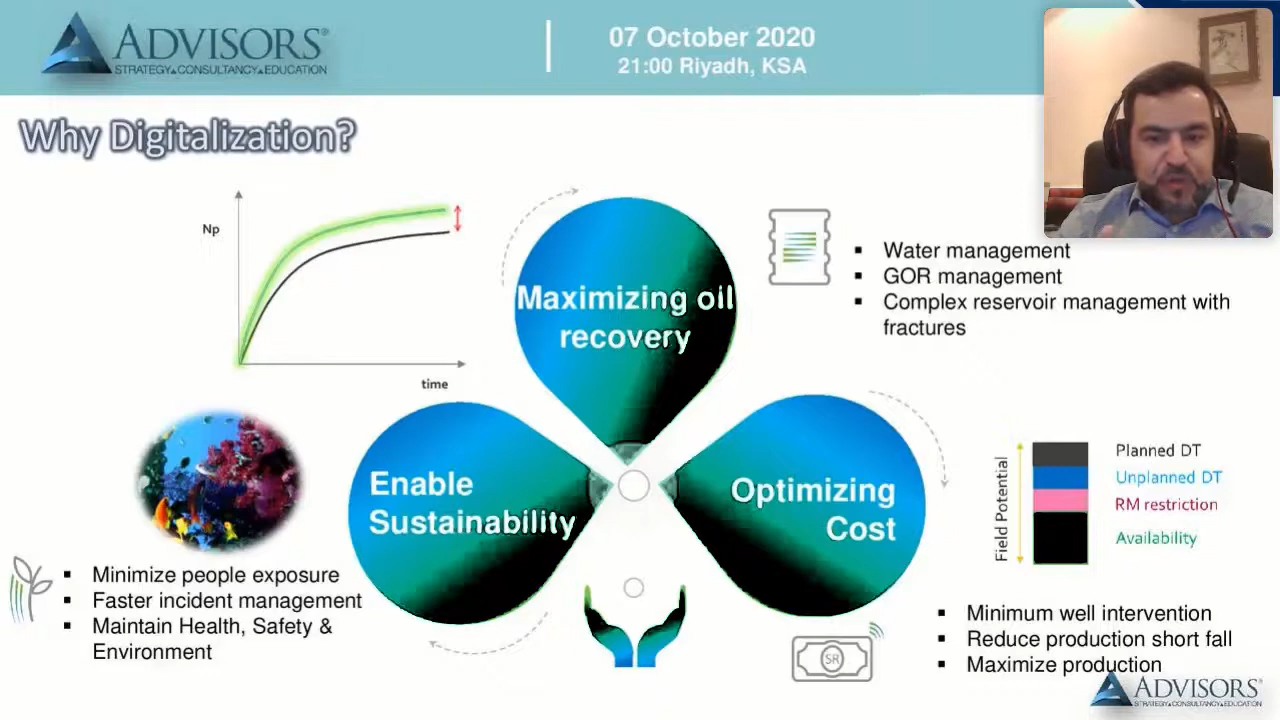 ADVISORS®
STRATEGY▲CONSULTANCY▲EDUCATION
07 October 2020
21:00 Riyadh, KSA
Why Digitalization?
Np
time
Maximizing oil
recovery
▪ Water management
▪ GOR management
▪ Complex reservoir management with
fractures
Enable
Sustainability
▪ Minimize people exposure
▪ Faster incident management
▪ Maintain Health, Safety &
Environment
Optimizing
Cost
Field Potential
Planned DT
Unplanned DT
RM restriction
Availability
SR
▪ Minimum well intervention
▪ Reduce production short fall
▪ Maximize production
ADVISORS®
STRATEGY▲CONSULTANCY▲EDUCATION